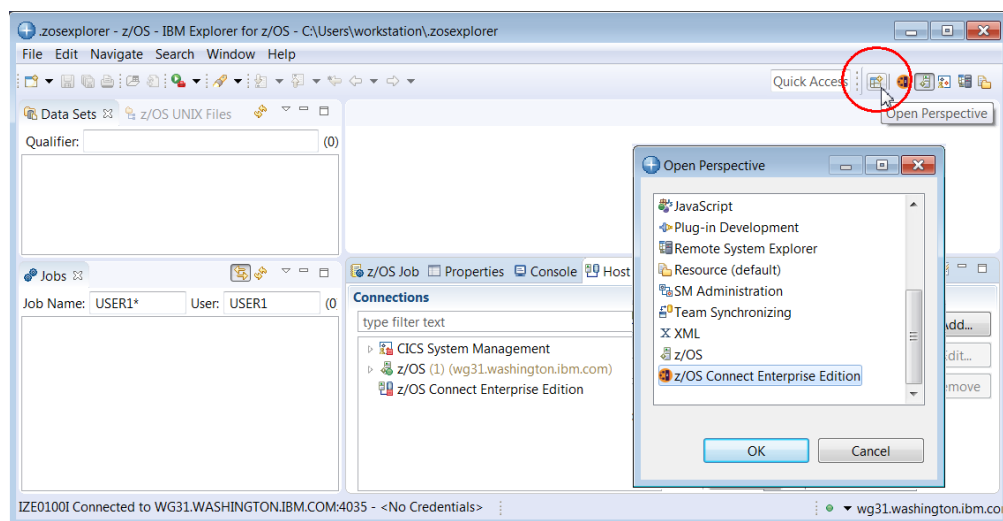 .zosexplorer - z/OS - IBM Explorer for z/OS - C:\Users\workstation\.zosexplorer
File Edit Navigate Search Window Help
Quick Access
Open Perspective
Data Sets z/OS UNIX Files
Qualifier: (0)
Open Perspective
JavaScript
Plug-in Development
Remote System Explorer
Resource (default)
SM Administration
Team Synchronizing
X XML
z/OS
z/OS Connect Enterprise Edition
OK Cancel
Jobs
Job Name: USER1* User: USER1 (0
z/OS Job Properties Console Host
Connections
type filter text
CICS System Management
z/OS (1) (wg31.washington.ibm.com)
z/OS Connect Enterprise Edition
Add...
Edit...
emove
IZE0100I Connected to WG31.WASHINGTON.IBM.COM:4035 - <No Credentials>
wg31.washington.ibm.co